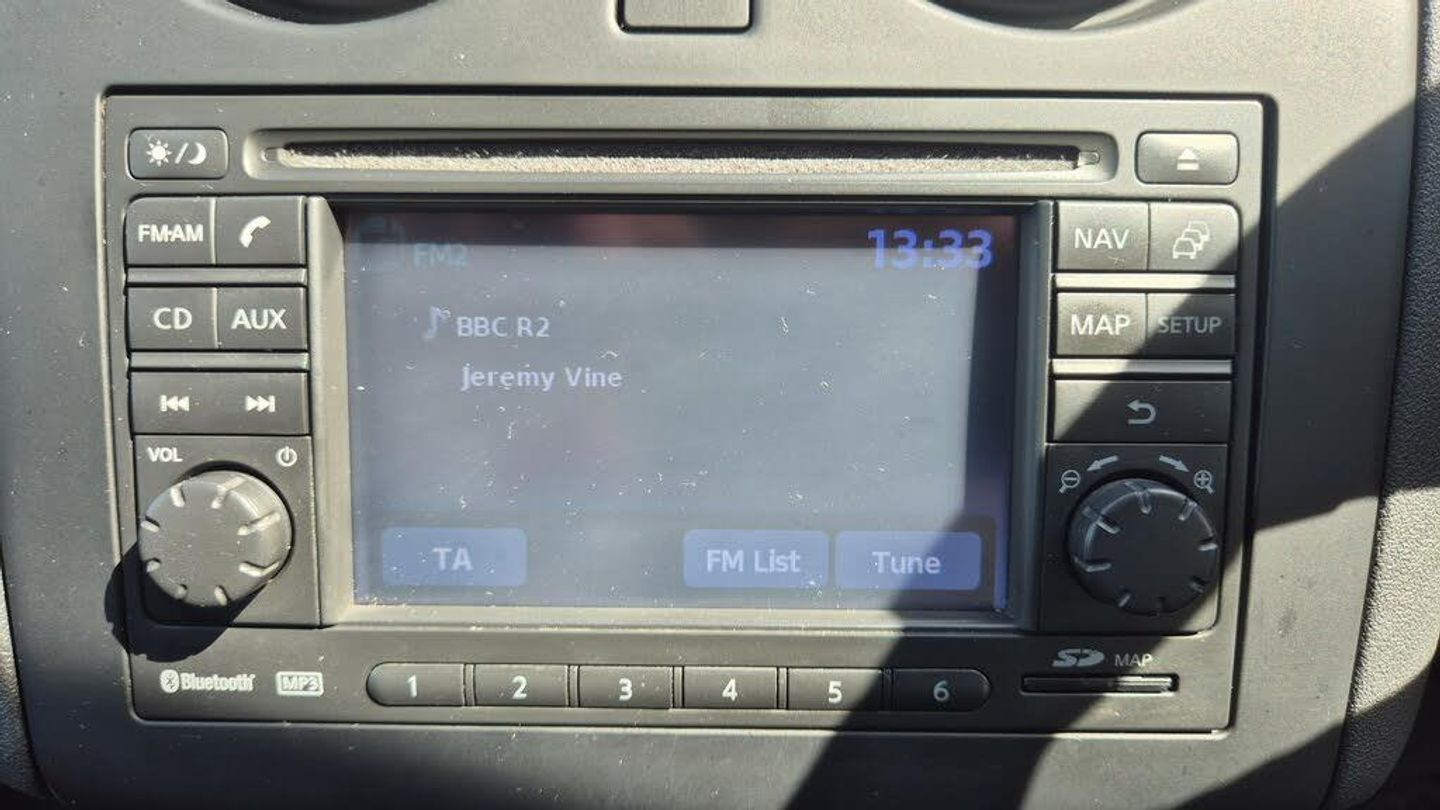 FM·AM
FM2
13:33
NAV
CD
AUX
BBC R2
Jeremy Vine
MAP
SETUP
VOL
TA
FM List
Tune
Bluetooth
MP3
1
2
3
4
5
6
SD
MAP